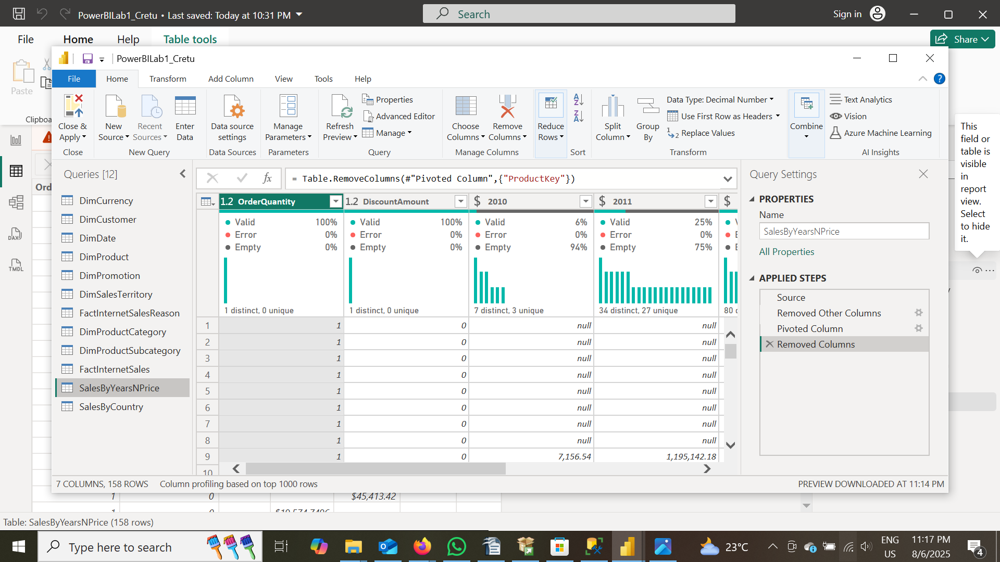 PowerBILab1_Cretu • Last saved: Today at 10:31 PM
Search
Sign in
File
Home
Help
Table tools
Share
Paste
Clipboa
PowerBILab1_Cretu
File
Home
Transform
Add Column
View
Tools
Help
Close &
Apply
Close
New
Source
Recent
Sources
Enter
Data
New Query
Data source
settings
Data Sources
Manage
Parameters
Parameters
Refresh
Preview
Properties
Advanced Editor
Manage
Query
Choose
Columns
Remove
Columns
Manage Columns
Reduce
Rows
Sort
Split
Column
Group
By
Data Type: Decimal Number
Use First Row as Headers
Replace Values
Transform
Combine
Text Analytics
Vision
Azure Machine Learning
AI Insights
This
field or
table is
visible
in
report
view.
Select
to hide
it.
Ord
Queries [12]
DimCurrency
DimCustomer
DimDate
DimProduct
DimPromotion
DimSalesTerritory
FactInternetSalesReason
DimProductCategory
DimProductSubcategory
FactInternetSales
SalesByYearsNPrice
SalesByCountry
fx
= Table.RemoveColumns(#"Pivoted Column",{"ProductKey"})
1.2 OrderQuantity 1.2 DiscountAmount $ 2010 $ 2011 $
Valid 100% Valid 100% Valid 6% Valid 25%
Error 0% Error 0% Error 0% Error 0%
Empty 0% Empty 0% Empty 94% Empty 75%
1 distinct, 0 unique 1 distinct, 0 unique 7 distinct, 3 unique 34 distinct, 27 unique 80 d
1 1 0 null null
2 1 0 null null
3 1 0 null null
4 1 0 null null
5 1 0 null null
6 1 0 null null
7 1 0 null null
8 1 0 null null
9 1 0 7,156.54 1,195,142.18
10
Query Settings
PROPERTIES
Name
SalesByYearsNPrice
All Properties
APPLIED STEPS
Source
Removed Other Columns
Pivoted Column
Removed Columns
DAX
TMDL
7 COLUMNS, 158 ROWS Column profiling based on top 1000 rows
PREVIEW DOWNLOADED AT 11:14 PM
1 0 $45,413.42
Table: SalesByYearsNPrice (158 rows)
Type here to search
23°C
ENG
US
11:17 PM
8/6/2025
4